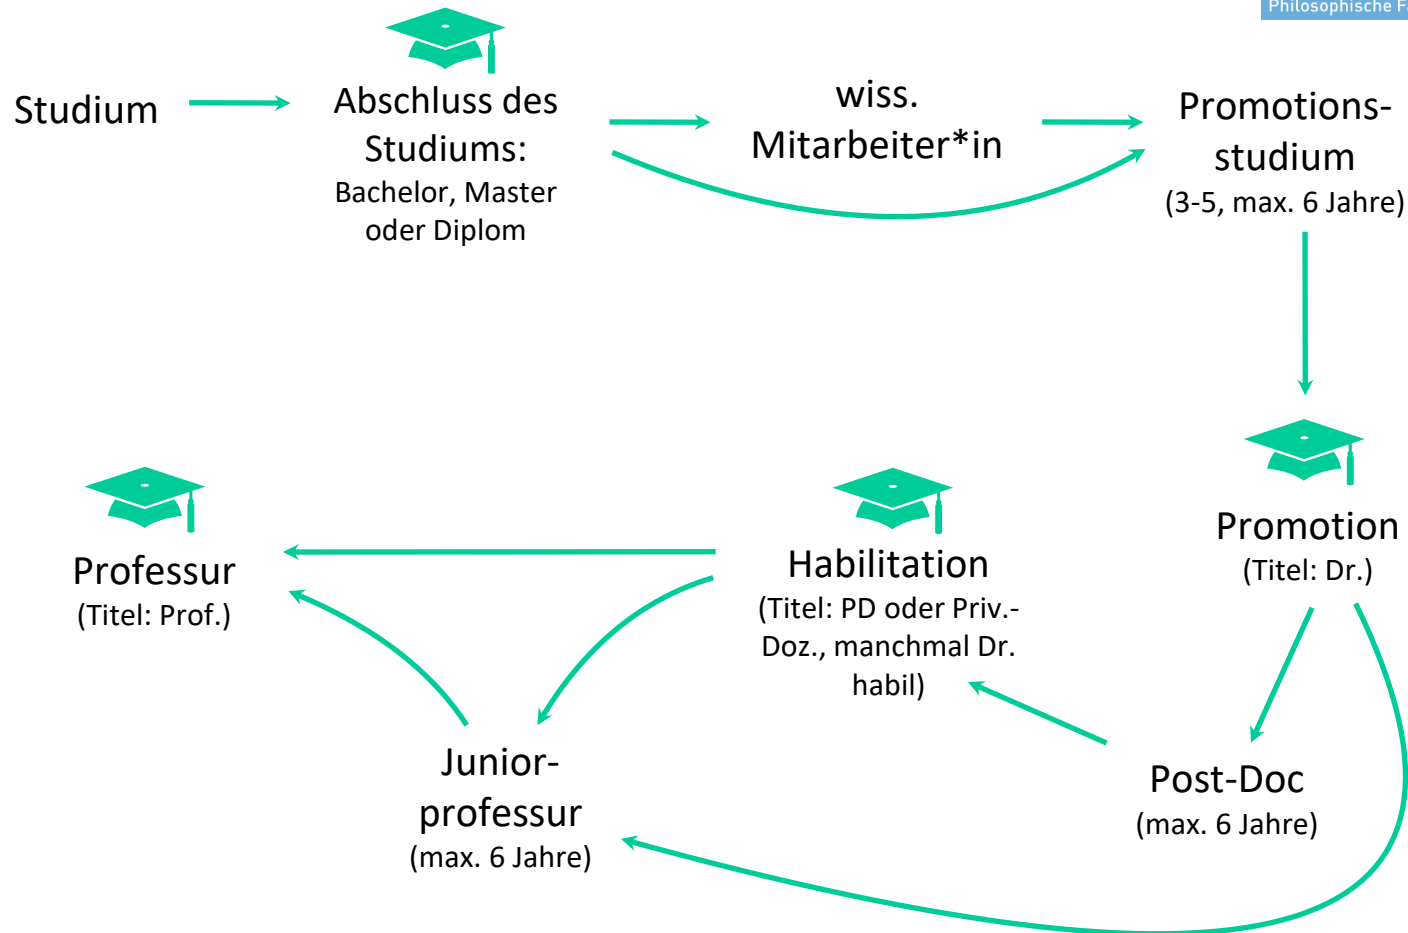 Philosophische
Studium
Abschluss des
Studiums:
Bachelor, Master
oder Diplom
wiss.
Mitarbeiter*in
Promotions-
studium
(3-5, max. 6 Jahre)
Promotion
(Titel: Dr.)
Post-Doc
(max. 6 Jahre)
Habilitation
(Titel: PD oder Priv.-
Doz., manchmal Dr.
habil)
Junior-
professur
(max. 6 Jahre)
Professur
(Titel: Prof.)